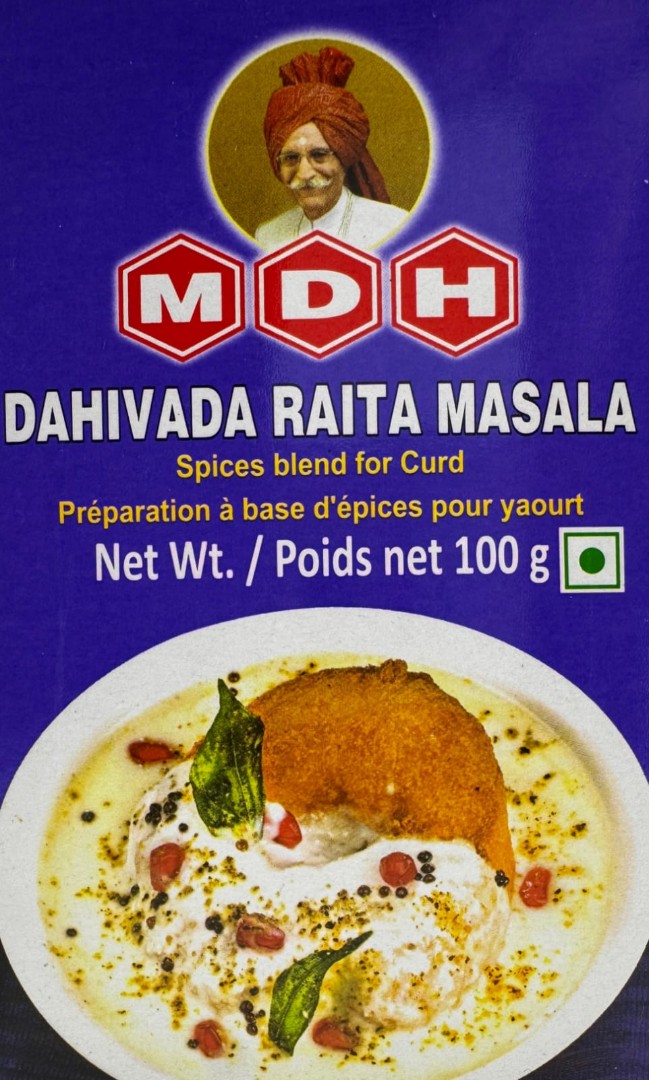 MDH
DAHIVADA RAITA MASALA
Spices blend for Curd
Préparation à base d'épices pour yaourt
Net Wt. / Poids net 100 g